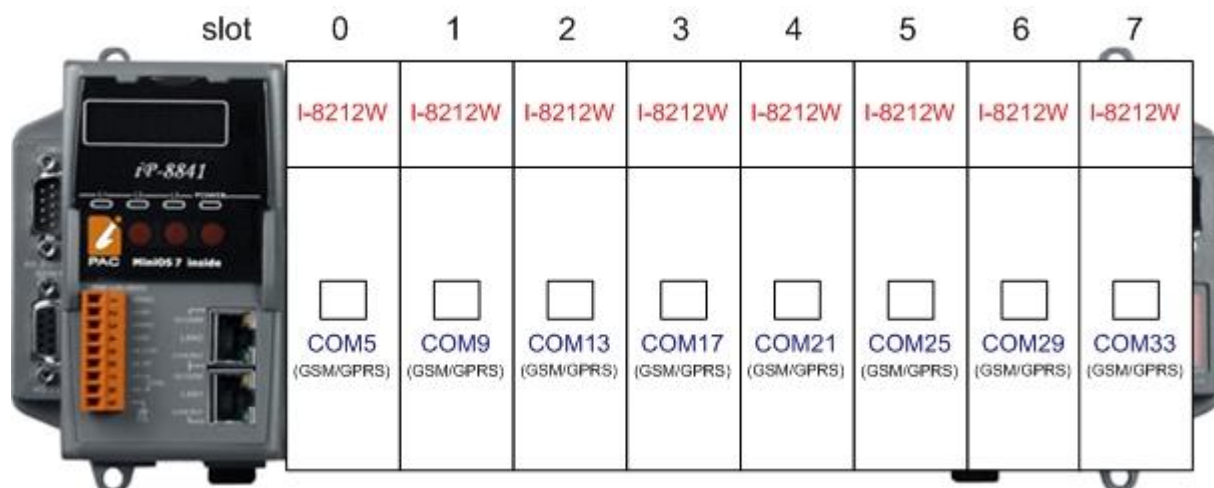 slot 0 1 2 3 4 5 6 7
I-8212W I-8212W I-8212W I-8212W I-8212W I-8212W I-8212W I-8212W
iP-8841
POWER
PAC MiniOS 7 inside
COM5 COM9 COM13 COM17 COM21 COM25 COM29 COM33
(GSM/GPRS) (GSM/GPRS) (GSM/GPRS) (GSM/GPRS) (GSM/GPRS) (GSM/GPRS) (GSM/GPRS) (GSM/GPRS)